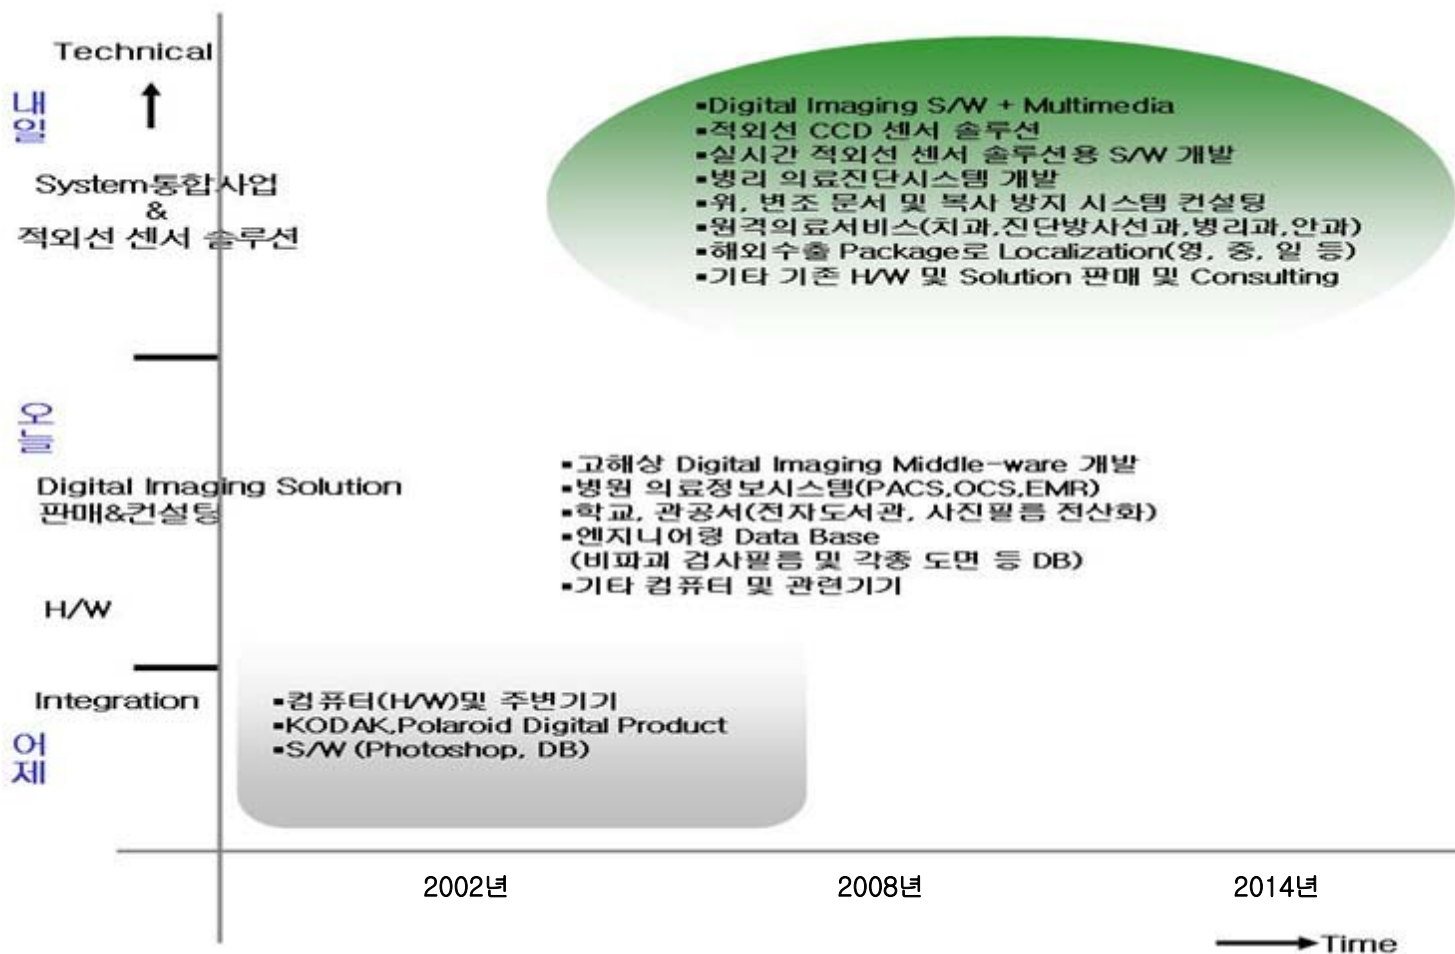 Technical
내일
System통합사업
&
적외선 센서 솔루션
▪Digital Imaging S/W + Multimedia
▪적외선 CCD 센서 솔루션
▪실시간 적외선 센서 솔루션용 S/W 개발
▪병리 의료진단시스템 개발
▪위, 변조 문서 및 복사 방지 시스템 컨설팅
▪원격의료서비스(치과,진단방사선과,병리과,안과)
▪해외수출 Package로 Localization(영, 중, 일 등)
▪기타 기존 H/W 및 Solution 판매 및 Consulting
오늘
Digital Imaging Solution
판매&컨설팅
H/W
▪고해상 Digital Imaging Middle-ware 개발
▪병원 의료정보시스템(PACS,OCS,EMR)
▪학교, 관공서(전자도서관, 사진필름 전산화)
▪엔지니어링 Data Base
(비파괴 검사필름 및 각종 도면 등 DB)
▪기타 컴퓨터 및 관련기기
Integration
어제
▪컴퓨터(H/W)및 주변기기
▪KODAK,Polaroid Digital Product
▪S/W (Photoshop, DB)
2002년
2008년
2014년
Time